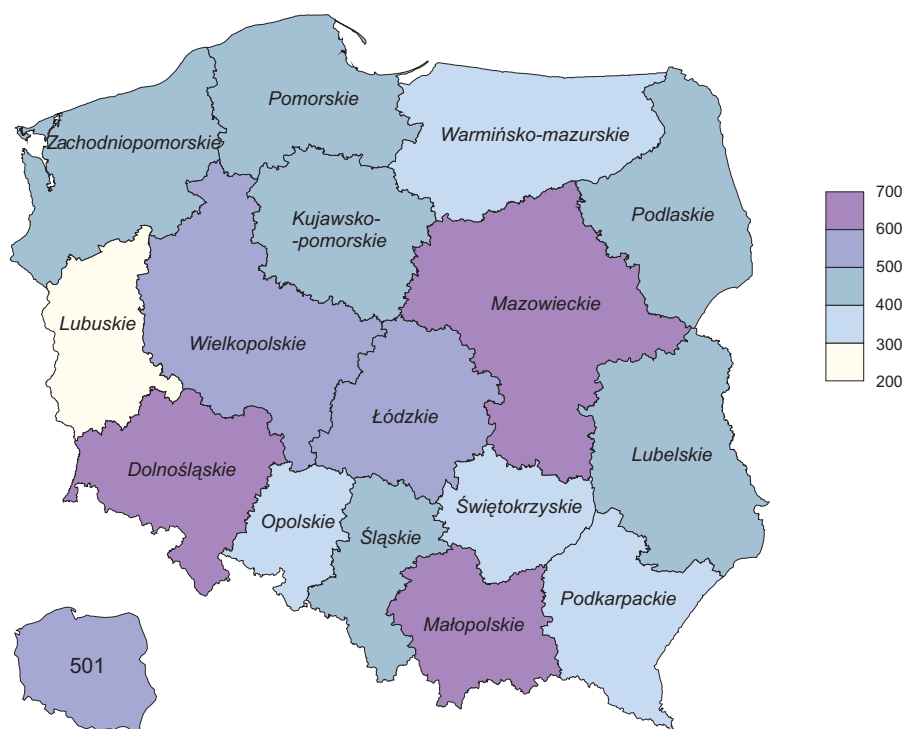 Pomorskie
Warmińsko-mazurskie
Zachodniopomorskie
Podlaskie
Kujawsko-
-pomorskie
Mazowieckie
Lubuskie
Wielkopolskie
Łódzkie
Lubelskie
Dolnośląskie
Świętokrzyskie
Opolskie
Śląskie
Podkarpackie
Małopolskie
501
700
600
500
400
300
200